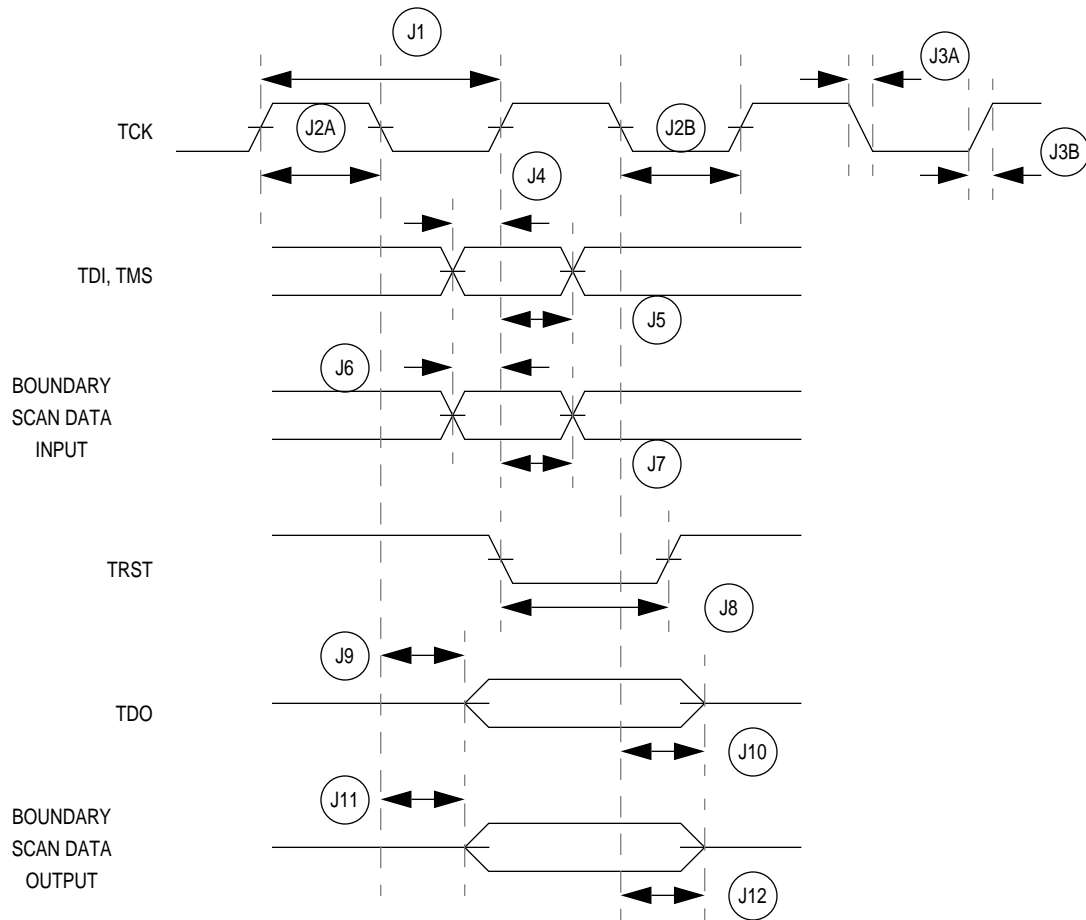 J1
J3A
TCK
J2A
J2B
J3B
J4
TDI, TMS
J5
J6
BOUNDARY
SCAN DATA
INPUT
J7
TRST
J8
J9
TDO
J10
J11
BOUNDARY
SCAN DATA
OUTPUT
J12